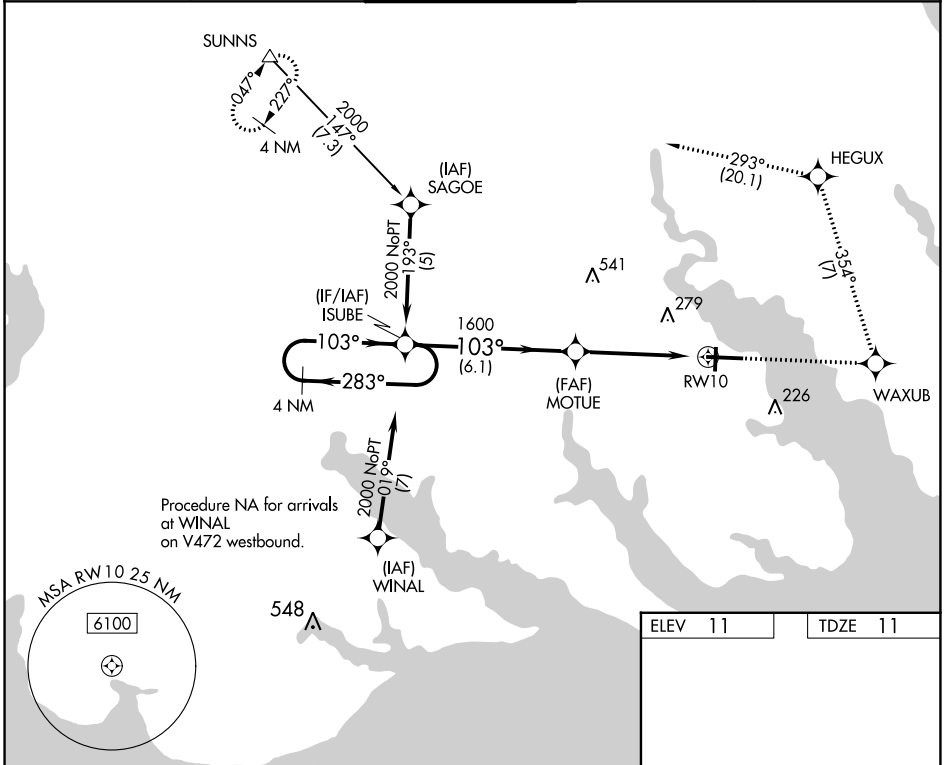 SUNNS
047°
227°
4 NM
2000
147°
(7.3)
(IAF)
SAGOE
293°
(20.1)
HEGUX
354°
(7)
2000 NoPT
193°
(5)
541
279
(IF/IAF)
ISUBE
1600
103°
103°
(6.1)
283°
4 NM
(FAF)
MOTUE
RW10
226
WAXUB
2000 NoPT
019°
(7)
Procedure NA for arrivals
at WINAL
on V472 westbound.
(IAF)
WINAL
MSA RW10 25 NM
6100
548
ELEV 11
TDZE 11